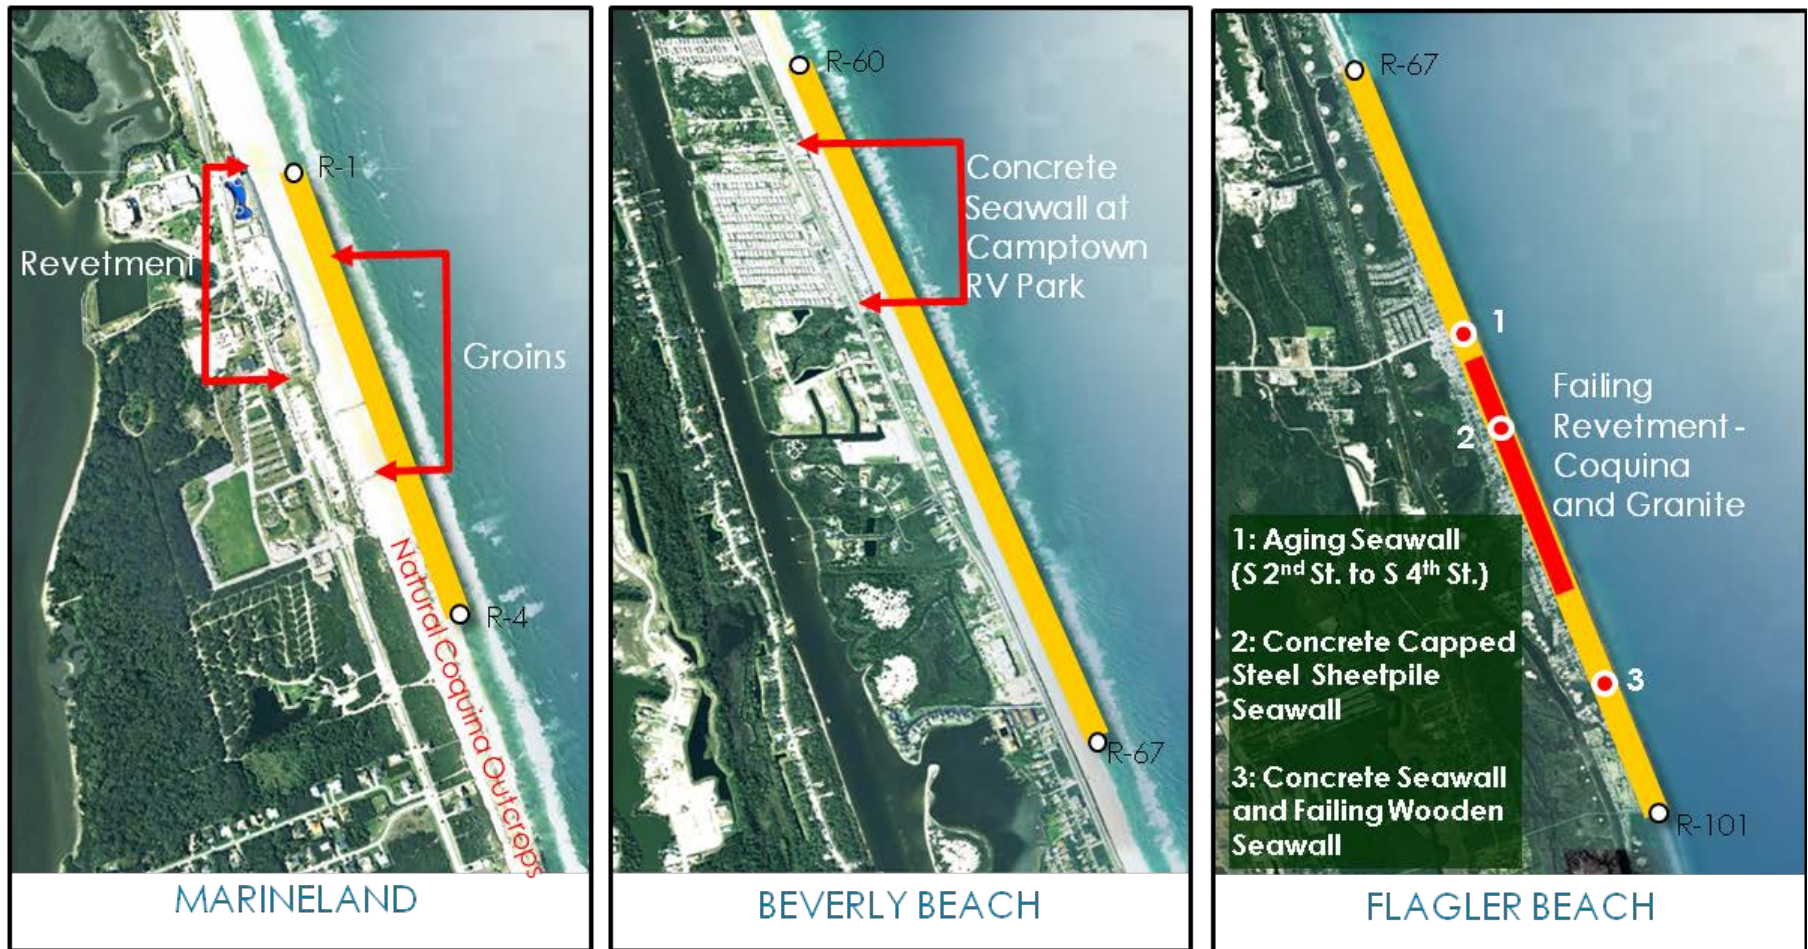 R-1
Revetment
Groins
R-4
Natural Coquina Outcrops
MARINELAND
R-60
Concrete
Seawall at
Camptown
RV Park
R-67
BEVERLY BEACH
R-67
1
Failing
Revetment -
Coquina
and Granite
2
1: Aging Seawall
(S 2nd St. to S 4th St.)
2: Concrete Capped
Steel Sheetpile
Seawall
3
3: Concrete Seawall
and Failing Wooden
Seawall
R-101
FLAGLER BEACH